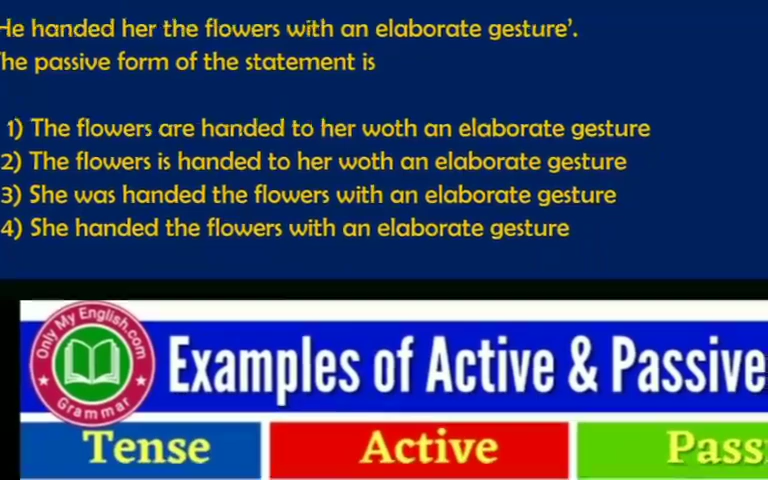 He handed her the flowers with an elaborate gesture’.
The passive form of the statement is
1) The flowers are handed to her woth an elaborate gesture
2) The flowers is handed to her woth an elaborate gesture
3) She was handed the flowers with an elaborate gesture
4) She handed the flowers with an elaborate gesture
Only My English.com
Grammar
Examples of Active & Passive
Tense Active Pass